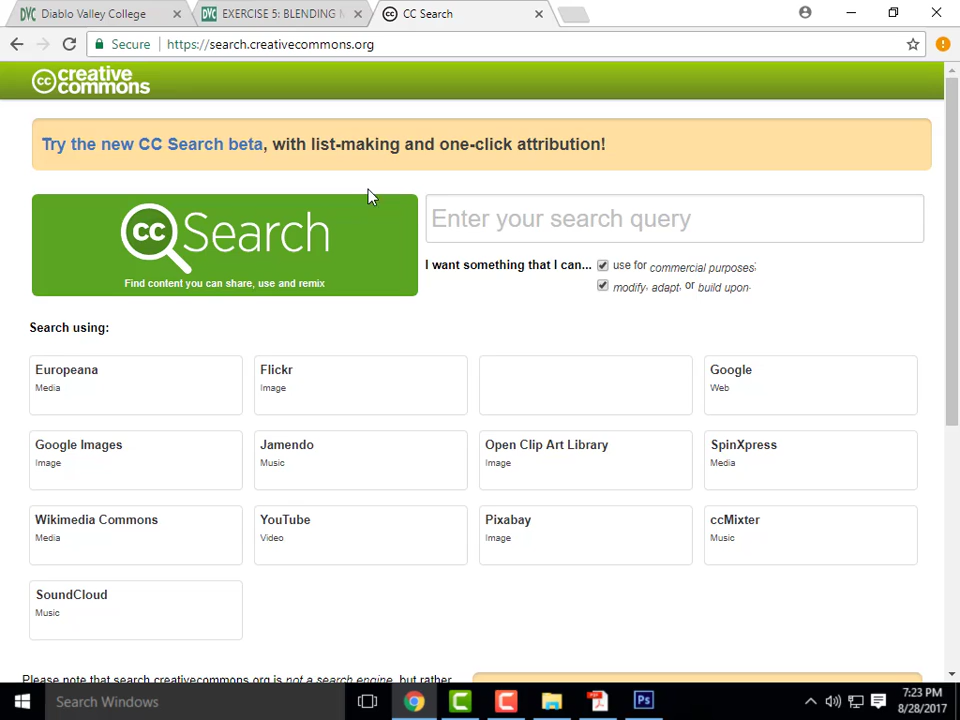 Diablo Valley College
EXERCISE 5: BLENDING M
CC Search
Secure
https://search.creativecommons.org
cc creative commons
Try the new CC Search beta, with list-making and one-click attribution!
cc Search
Find content you can share, use and remix
Enter your search query
I want something that I can... use for commercial purposes;
modify, adapt, or build upon.
Search using:
Europeana
Media
Flickr
Image
Google
Web
Google Images
Image
Jamendo
Music
Open Clip Art Library
Image
SpinXpress
Media
Wikimedia Commons
Media
YouTube
Video
Pixabay
Image
ccMixter
Music
SoundCloud
Music
Please note that search.creativecommons.org is not a search engine, but rather
Search Windows
7:23 PM
8/28/2017